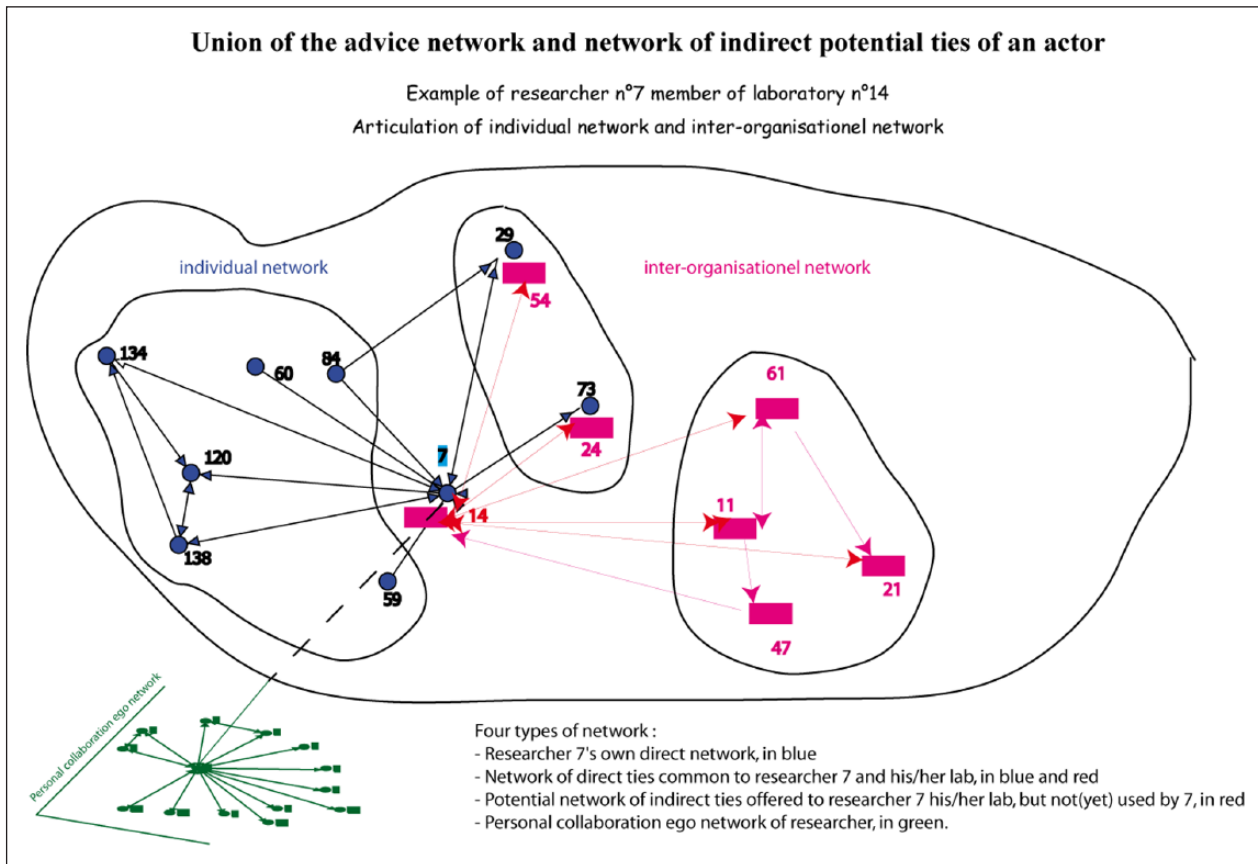 Union of the advice network and network of indirect potential ties of an actor
Example of researcher n°7 member of laboratory n°14
Articulation of individual network and inter-organisationel network
29
individual network
inter-organisationel network
54
134
60
84
73
61
24
7
120
11
14
138
21
59
47
Personal collaboration ego network
Four types of network :
- Researcher 7's own direct network, in blue
- Network of direct ties common to researcher 7 and his/her lab, in blue and red
- Potential network of indirect ties offered to researcher 7 his/her lab, but not(yet) used by 7, in red
- Personal collaboration ego network of researcher, in green.